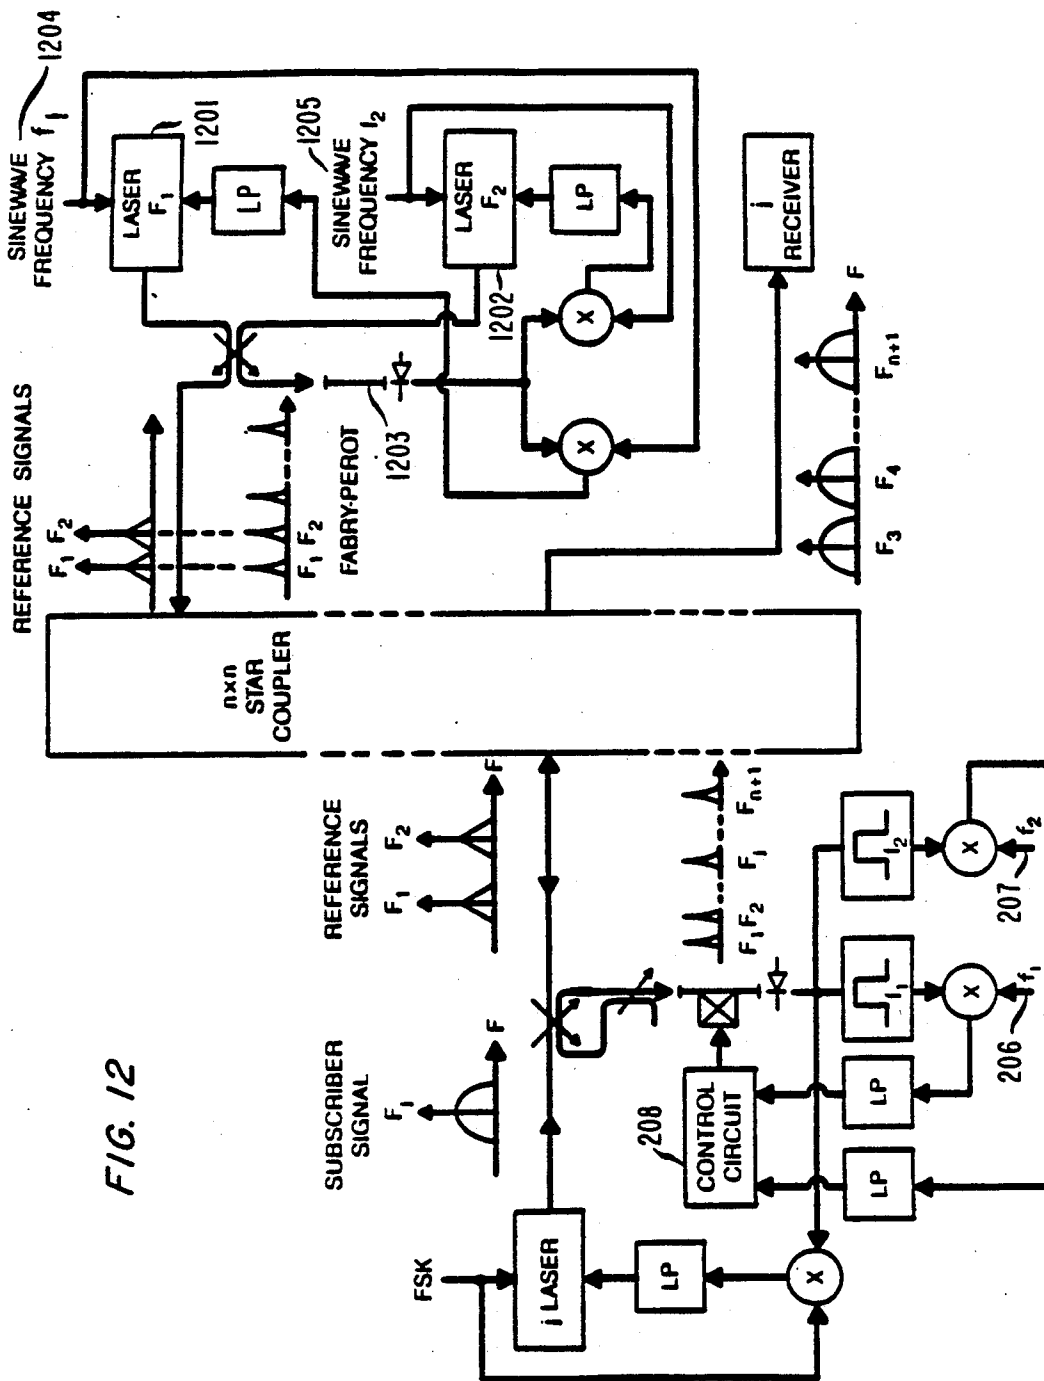 FIG. 12
FSK
j LASER
LP
X
SUBSCRIBER
SIGNAL
Fj
F
REFERENCE
SIGNALS
F1
F2
F
208
CONTROL
CIRCUIT
LP
LP
F1 F2
Fj
Fn+1
f1
f2
X
X
206
f1
207
f2
n×n
STAR
COUPLER
REFERENCE SIGNALS
F1
F2
F1 F2
FABRY-PEROT
1203
SINEWAVE
FREQUENCY f1
1204
LASER
F1
1201
LP
SINEWAVE
FREQUENCY f2
1205
LASER
F2
1202
LP
X
X
j
RECEIVER
F3
F4
Fn+1
F